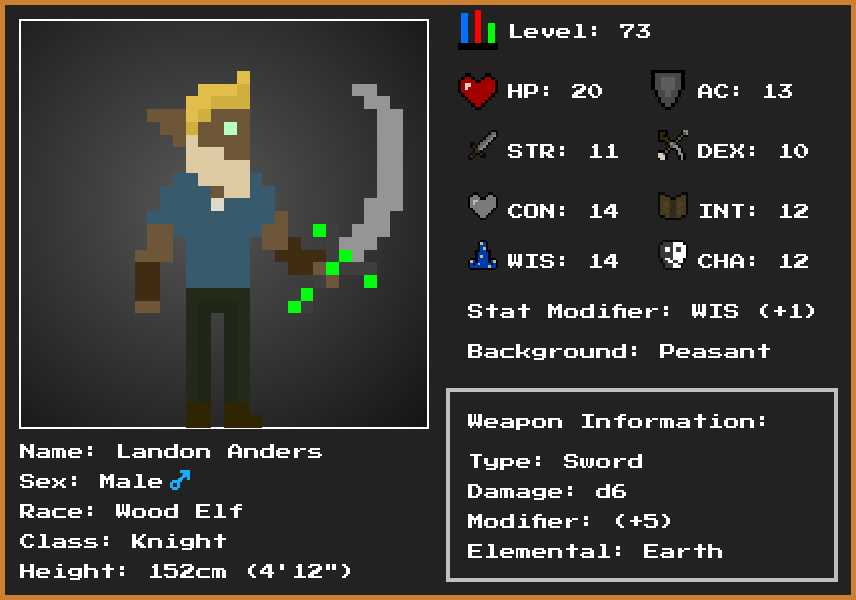 Level: 73
HP: 20 AC: 13
STR: 11 DEX: 10
CON: 14 INT: 12
WIS: 14 CHA: 12
Stat Modifier: WIS (+1)
Background: Peasant
Weapon Information:
Type: Sword
Damage: d6
Modifier: (+5)
Elemental: Earth
Name: Landon Anders
Sex: Male♂
Race: Wood Elf
Class: Knight
Height: 152cm (4'12")